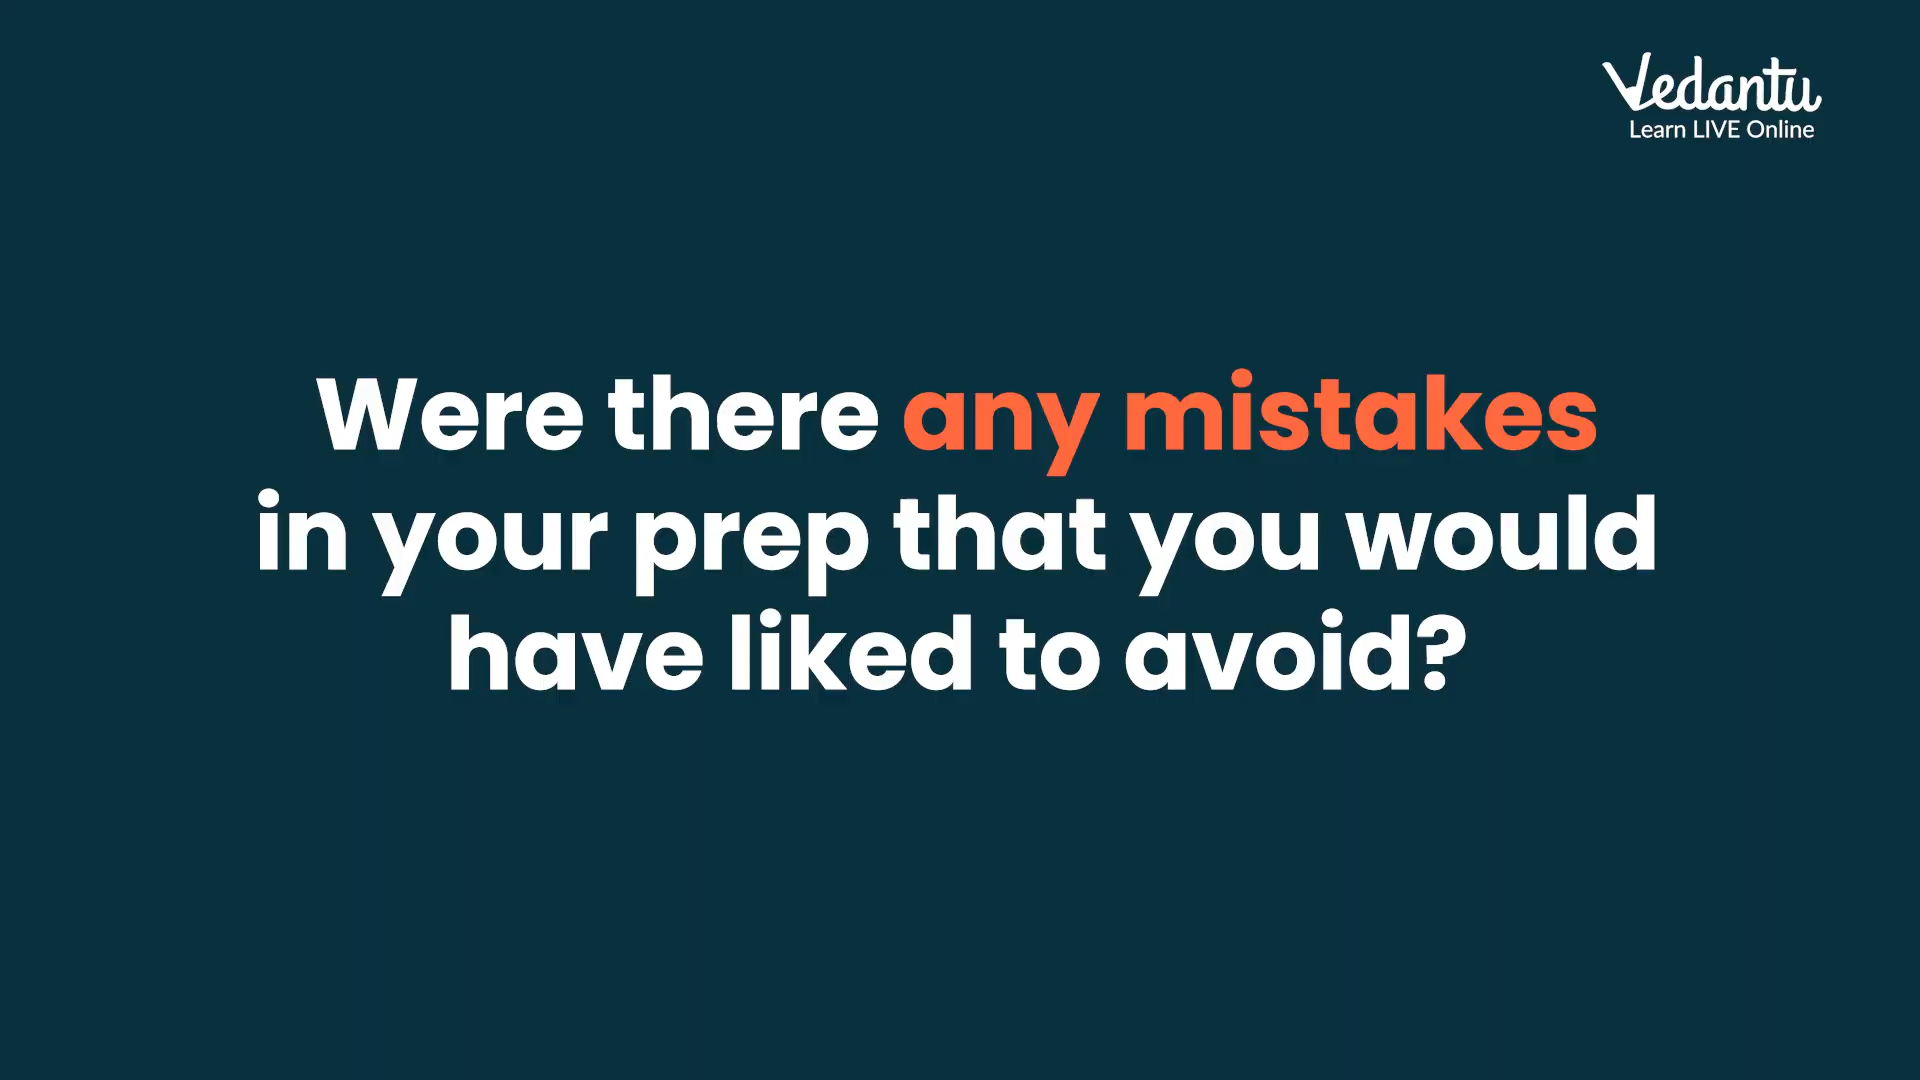 Vedantu
Learn LIVE Online
Were there any mistakes
in your prep that you would
have liked to avoid?